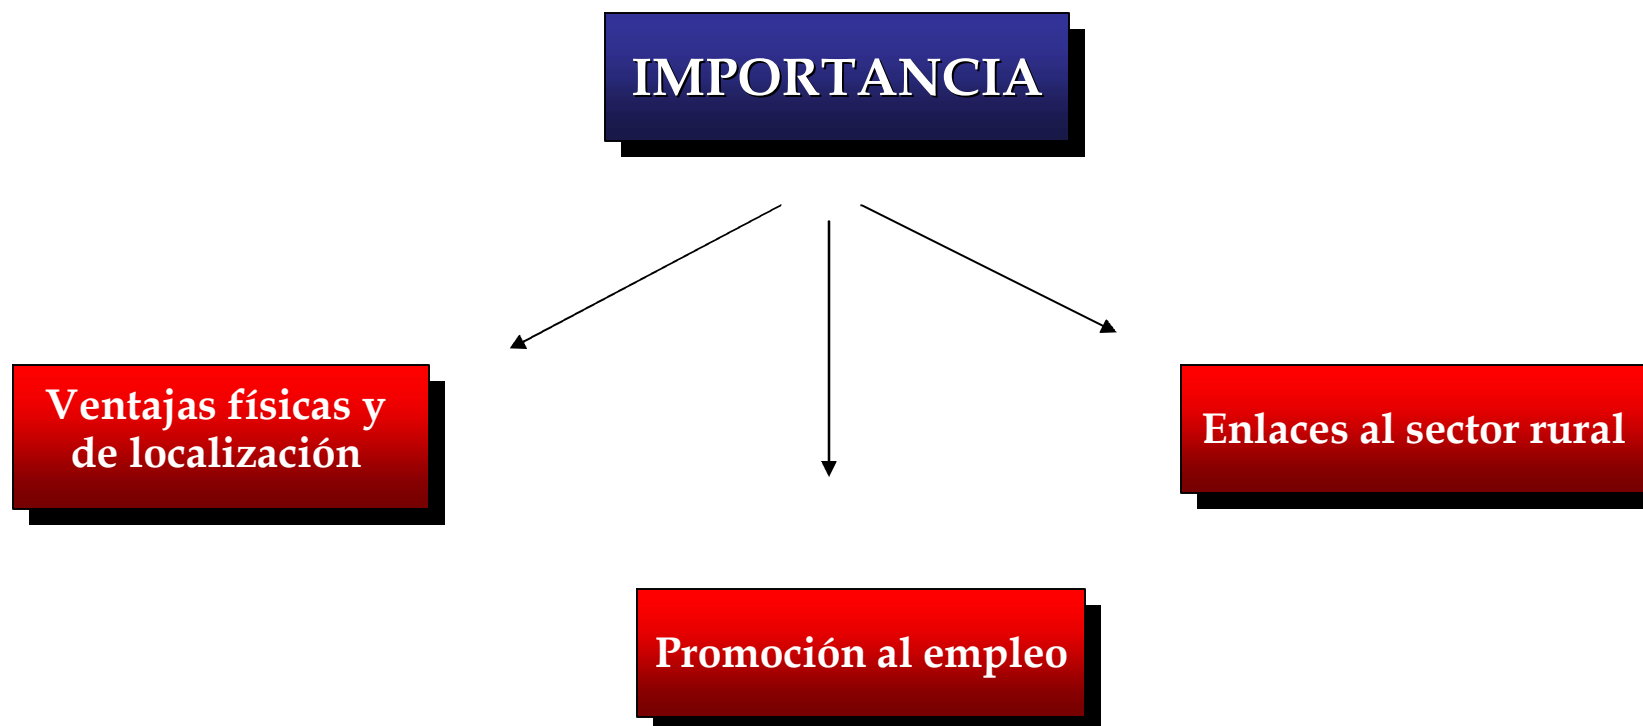 IMPORTANCIA
Ventajas físicas y
de localización
Enlaces al sector rural
Promoción al empleo